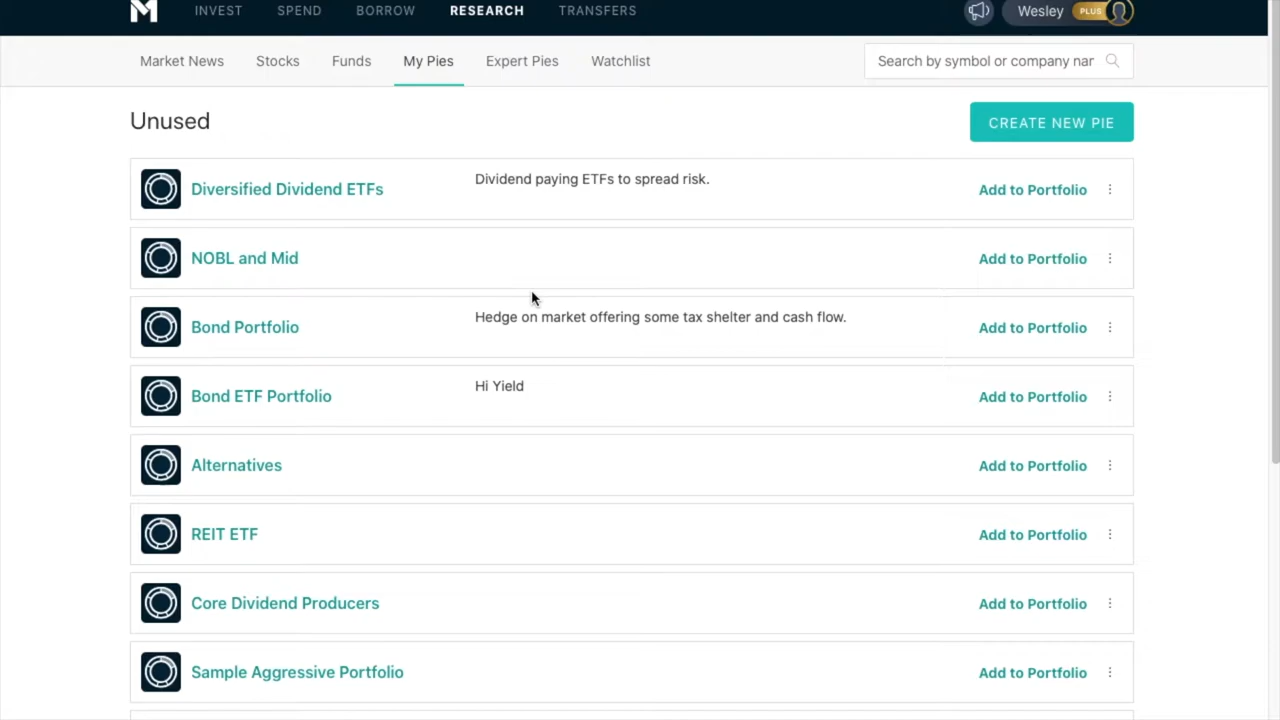 INVEST SPEND BORROW RESEARCH TRANSFERS Wesley PLUS
Market News Stocks Funds My Pies Expert Pies Watchlist Search by symbol or company nar
Unused CREATE NEW PIE
Diversified Dividend ETFs Dividend paying ETFs to spread risk. Add to Portfolio
NOBL and Mid Add to Portfolio
Bond Portfolio Hedge on market offering some tax shelter and cash flow. Add to Portfolio
Bond ETF Portfolio Hi Yield Add to Portfolio
Alternatives Add to Portfolio
REIT ETF Add to Portfolio
Core Dividend Producers Add to Portfolio
Sample Aggressive Portfolio Add to Portfolio